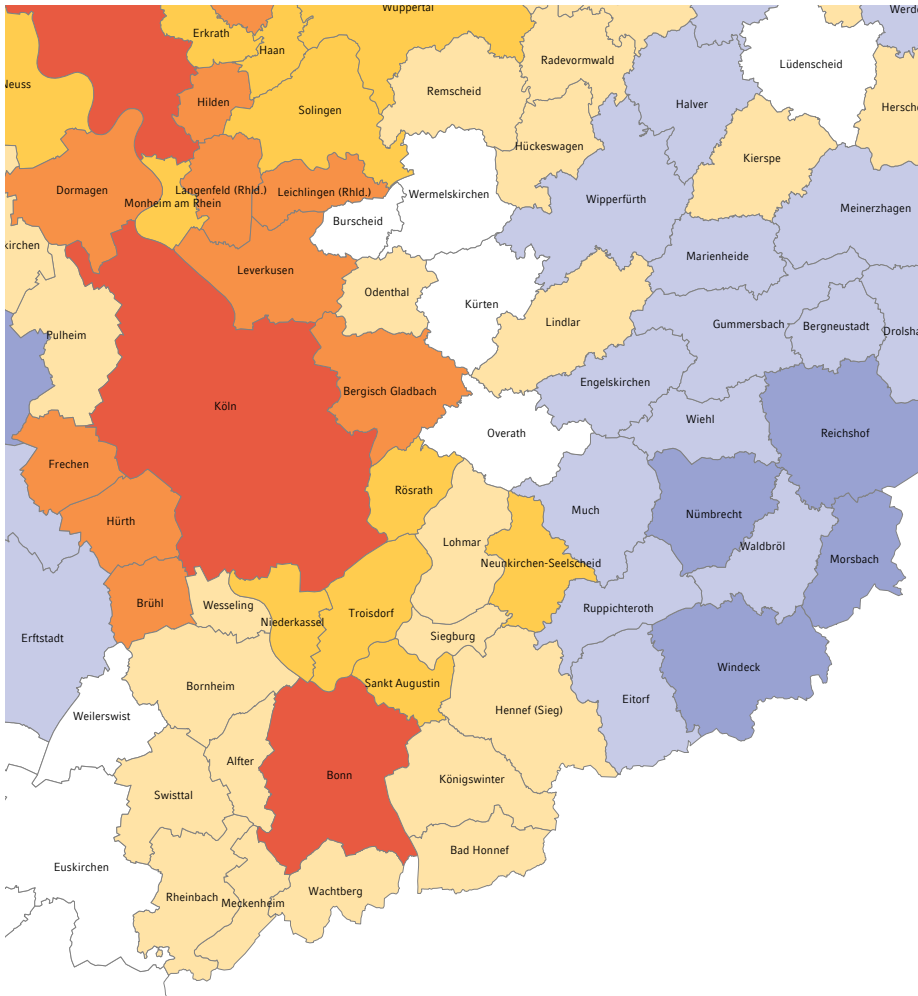 Wuppertal
Werde
Erkrath
Haan
Radevormwald
Lüdenscheid
Neuss
Remscheid
Hilden
Solingen
Halver
Hersche
Hückeswagen
Kierspe
Dormagen
Langenfeld (Rhld.)
Leichlingen (Rhld.)
Wermelskirchen
Wipperfürth
Monheim am Rhein
Meinerzhagen
Burscheid
kirchen
Marienheide
Leverkusen
Odenthal
Kürten
Lindlar
Gummersbach
Bergneustadt
Drolsha
Pulheim
Engelskirchen
Bergisch Gladbach
Köln
Wiehl
Overath
Reichshof
Frechen
Rösrath
Much
Nümbrecht
Hürth
Lohmar
Waldbröl
Neunkirchen-Seelscheid
Morsbach
Brühl
Wesseling
Ruppichteroth
Troisdorf
Niederkassel
Erftstadt
Siegburg
Windeck
Sankt Augustin
Bornheim
Eitorf
Hennef (Sieg)
Weilerswist
Alfter
Bonn
Königswinter
Swisttal
Bad Honnef
Euskirchen
Wachtberg
Rheinbach
Meckenheim